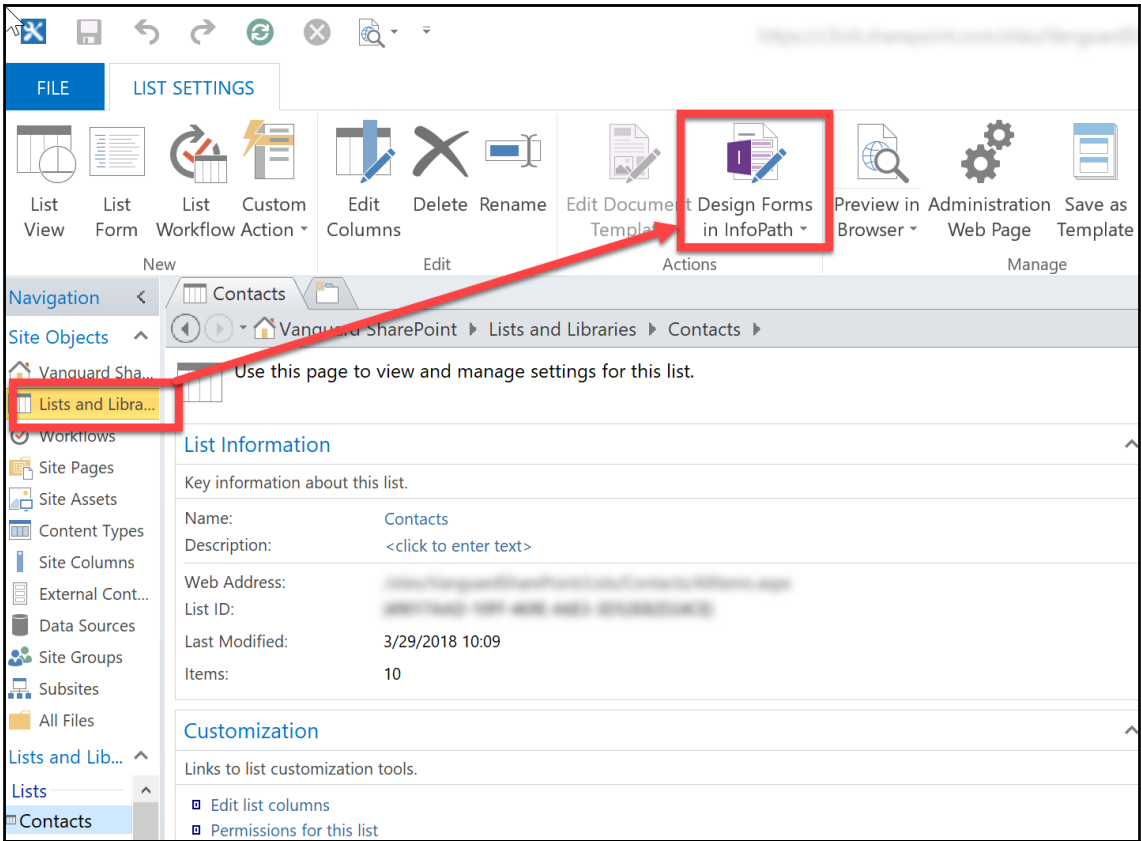 FILE
LIST SETTINGS
List View
List Form
List Workflow
Custom Action
Edit Columns
Delete
Rename
Edit Document
Design Forms in InfoPath
Preview in Browser
Administration Web Page
Save as Template
New
Edit
Actions
Manage
Navigation
Contacts
Site Objects
Vanguard SharePoint
Lists and Libraries
Contacts
Vanguard Sha...
Use this page to view and manage settings for this list.
Lists and Libra...
Workflows
List Information
Site Pages
Key information about this list.
Site Assets
Name: Contacts
Content Types
Description: <click to enter text>
Site Columns
Web Address:
External Cont...
List ID:
Data Sources
Last Modified: 3/29/2018 10:09
Site Groups
Items: 10
Subsites
All Files
Customization
Lists and Lib...
Links to list customization tools.
Lists
Edit list columns
Contacts
Permissions for this list